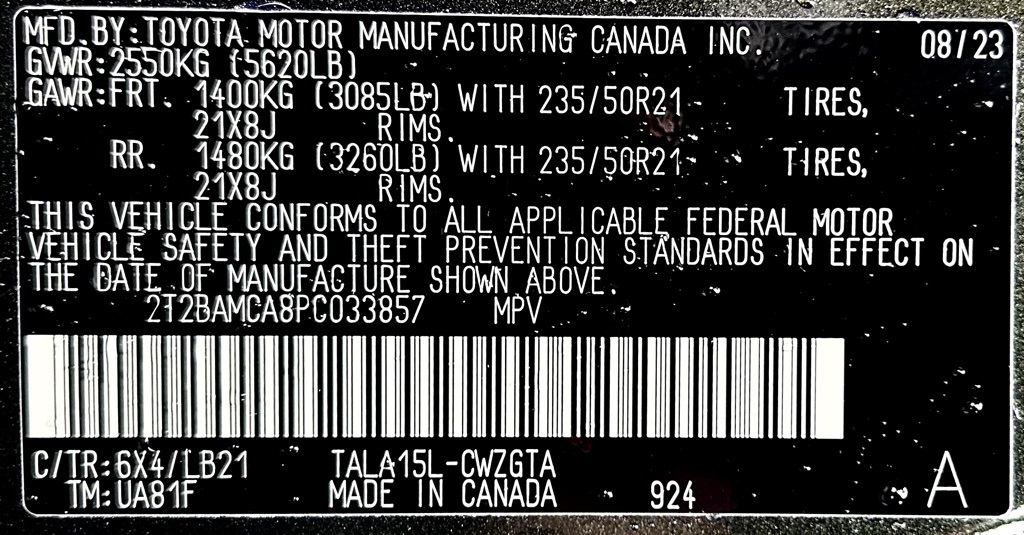 MFD.BY:TOYOTA MOTOR MANUFACTURING CANADA INC. 08/23
GVWR:2550KG (5620LB)
GAWR:FRT. 1400KG (3085LB) WITH 235/50R21 TIRES,
21X8J RIMS.
RR. 1480KG (3260LB) WITH 235/50R21 TIRES,
21X8J RIMS.
THIS VEHICLE CONFORMS TO ALL APPLICABLE FEDERAL MOTOR
VEHICLE SAFETY AND THEFT PREVENTION STANDARDS IN EFFECT ON
THE DATE OF MANUFACTURE SHOWN ABOVE.
2T2BAMCA8PC033857 MPV
C/TR:6X4/LB21 TALA15L-CWZGTA
TM:UA81F MADE IN CANADA 924 A